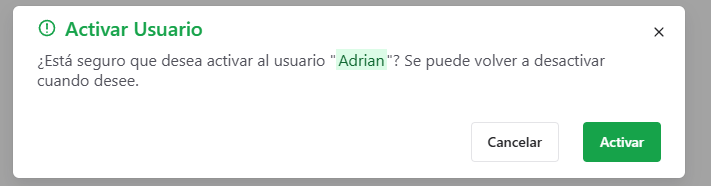 Activar Usuario
¿Está seguro que desea activar al usuario "Adrian"? Se puede volver a desactivar
cuando desee.
Cancelar
Activar